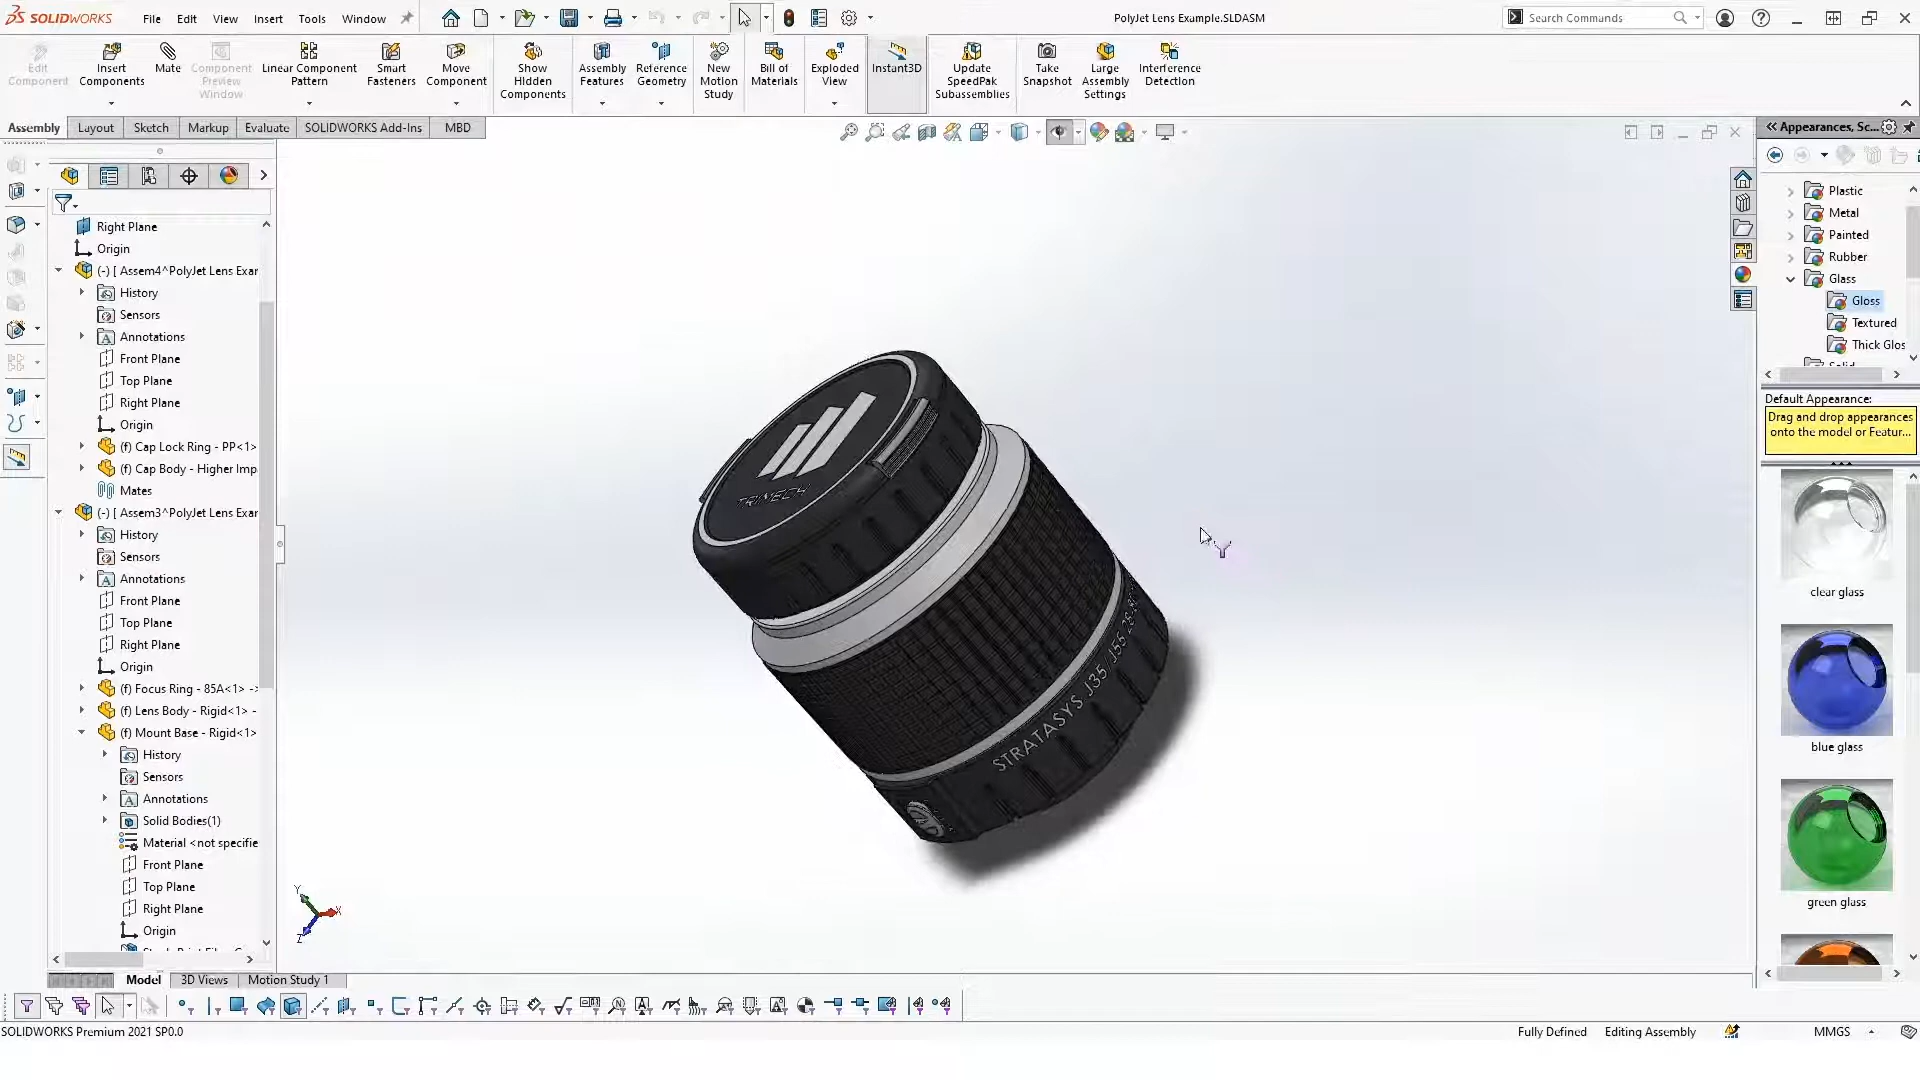 SOLIDWORKS
File Edit View Insert Tools Window
PolyJet Lens Example.SLDASM
Search Commands
Edit Component
Insert Components
Mate
Component Preview Window
Linear Component Pattern
Smart Fasteners
Move Component
Show Hidden Components
Assembly Features
Reference Geometry
New Motion Study
Bill of Materials
Exploded View
Instant3D
Update SpeedPak Subassemblies
Take Snapshot
Large Assembly Settings
Interference Detection
Assembly Layout Sketch Markup Evaluate SOLIDWORKS Add-Ins MBD
Right Plane
Origin
(-) [ Assem4^PolyJet Lens Exar
History
Sensors
Annotations
Front Plane
Top Plane
Right Plane
Origin
(f) Cap Lock Ring - PP<1>
(f) Cap Body - Higher Imp
Mates
(-) [ Assem3^PolyJet Lens Exar
History
Sensors
Annotations
Front Plane
Top Plane
Right Plane
Origin
(f) Focus Ring - 85A<1> ->
(f) Lens Body - Rigid<1> -
(f) Mount Base - Rigid<1>
History
Sensors
Annotations
Solid Bodies(1)
Material <not specifie
Front Plane
Top Plane
Right Plane
Origin
TRIMECH
STRATASYS J35 / J55 28-8
Y
X
Z
Appearances, Sc...
Plastic
Metal
Painted
Rubber
Glass
Gloss
Textured
Thick Glos
Default Appearance:
Drag and drop appearances
onto the model or Featur...
clear glass
blue glass
green glass
Model 3D Views Motion Study 1
SOLIDWORKS Premium 2021 SP0.0
Fully Defined Editing Assembly MMGS